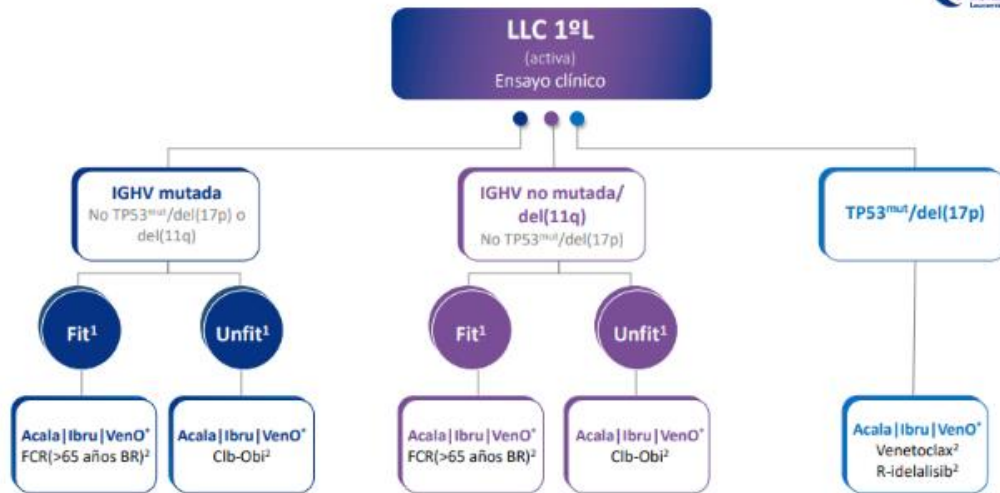 LLC 1ºL
(activa)
Ensayo clínico
IGHV mutada
No TP53ᵐᵘᵗ/del(17p) o
del(11q)
IGHV no mutada/
del(11q)
No TP53ᵐᵘᵗ/del(17p)
TP53ᵐᵘᵗ/del(17p)
Fit¹
Unfit¹
Fit¹
Unfit¹
Acala|Ibru|VenO*
FCR(>65 años BR)²
Acala|Ibru|VenO*
Clb-Obi²
Acala|Ibru|VenO*
FCR(>65 años BR)²
Acala|Ibru|VenO*
Clb-Obi²
Acala|Ibru|VenO*
Venetoclax²
R-idelalisib²